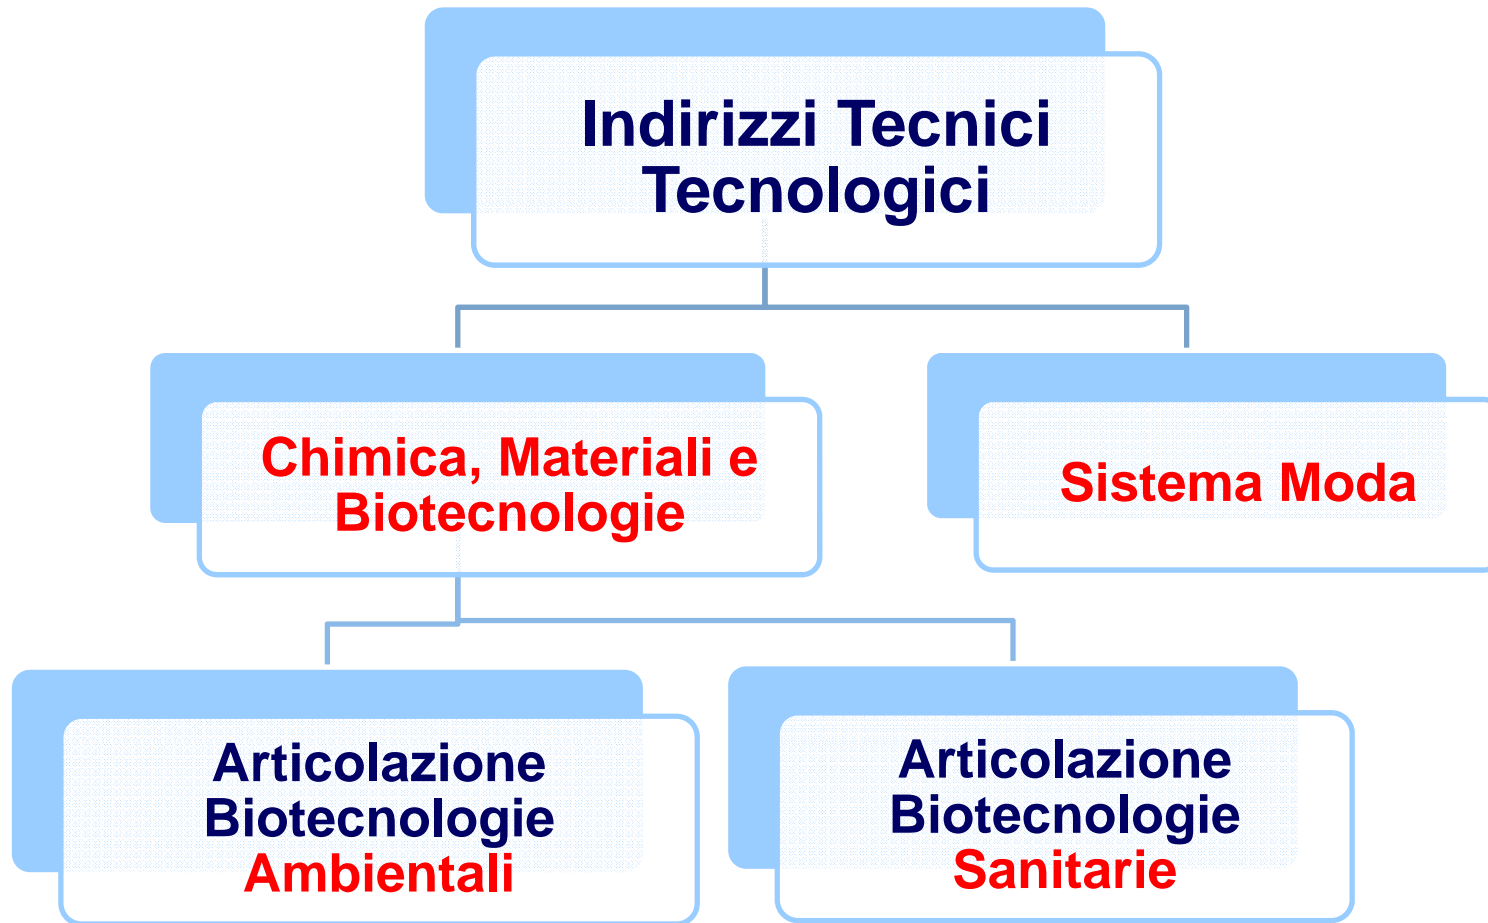 Indirizzi Tecnici
Tecnologici
Chimica, Materiali e
Biotecnologie
Sistema Moda
Articolazione
Biotecnologie
Ambientali
Articolazione
Biotecnologie
Sanitarie